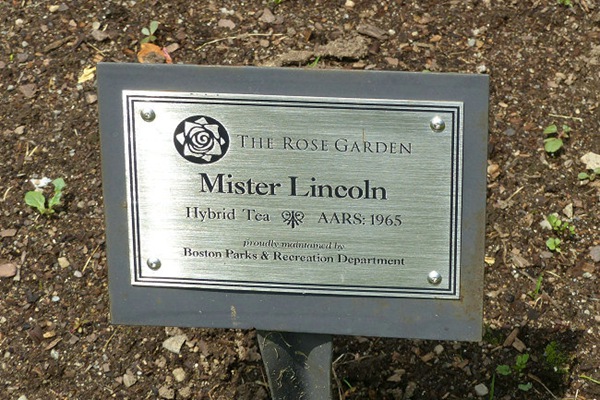 The Rose Garden
Mister Lincoln
Hybrid Tea AARS: 1965
proudly maintained by
Boston Parks & Recreation Department